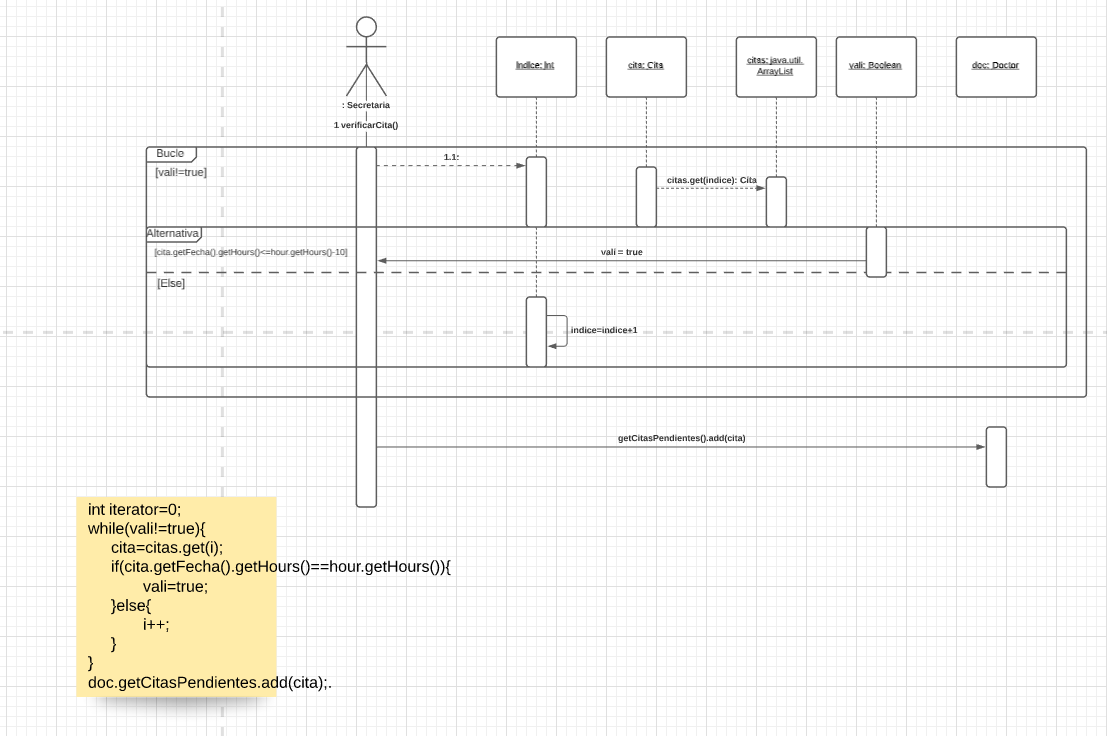 : Secretaria
1 verificarCita()
Indice: Int
cita: Cita
citas: java.util.
ArrayList
vali: Boolean
doc: Doctor
Bucle
[vali!=true]
1.1:
citas.get(indice): Cita
Alternativa
[cita.getFecha().getHours()<=hour.getHours()-10]
vali = true
[Else]
indice=indice+1
getCitasPendientes().add(cita)
int iterator=0;
while(vali!=true){
cita=citas.get(i);
if(cita.getFecha().getHours()==hour.getHours()){
vali=true;
}else{
i++;
}
}
doc.getCitasPendientes.add(cita);.